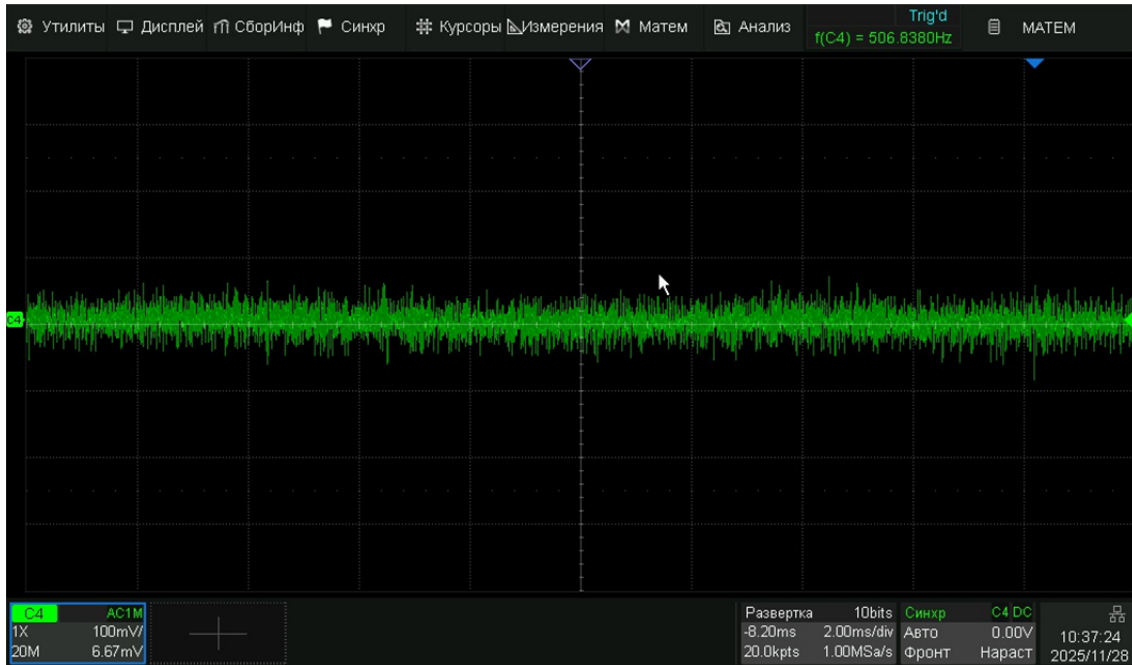 Утилиты Дисплей СборИнф Синхр Курсоры Измерения Матем Анализ
Trig'd
f(C4) = 506.8380Hz
МАТЕМ
C4
C4 AC1M
1X 100mV/
20M 6.67mV
Развертка 10bits
-8.20ms 2.00ms/div
20.0kpts 1.00MSa/s
Синхр C4 DC
Авто 0.00V
Фронт Нараст
10:37:24
2025/11/28